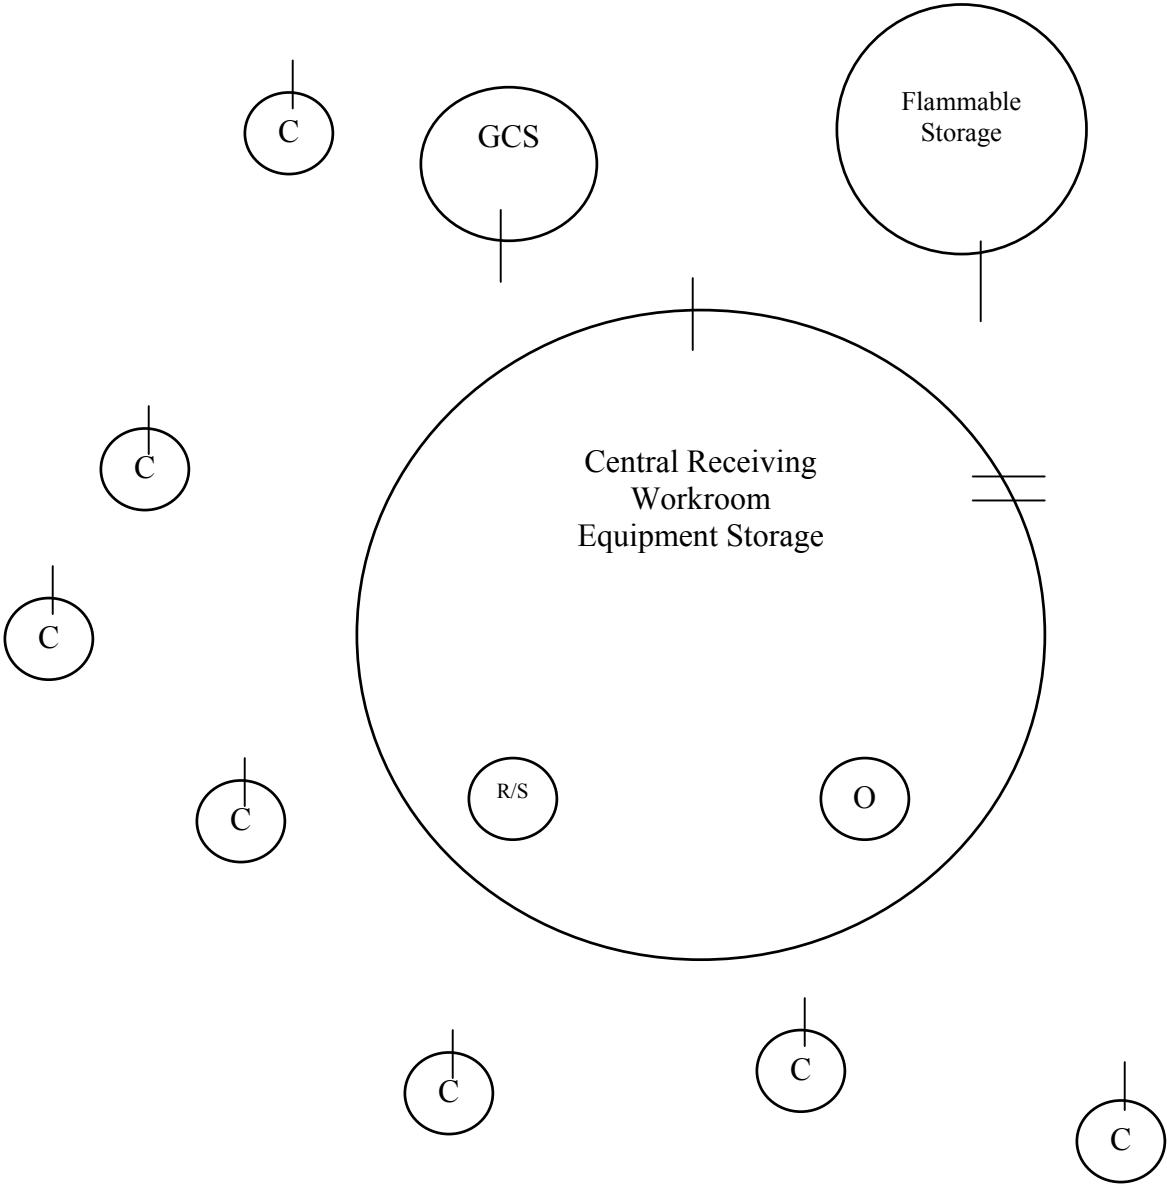 Flammable
Storage
C
GCS
Central Receiving
Workroom
Equipment Storage
C
C
R/S
O
C
C
C
C